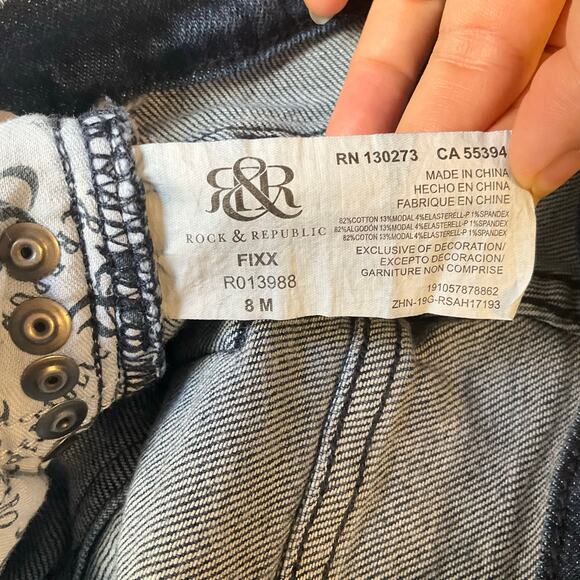 R&R
ROCK & REPUBLIC
FIXX
R013988
8 M
RN 130273 CA 55394
MADE IN CHINA
HECHO EN CHINA
FABRIQUE EN CHINE
82%COTTON 13%MODAL 4%ELASTERELL-P 1%SPANDEX
82%ALGODÓN 13%MODAL 4%ELASTERELL-P 1%SPANDEX
82%COTTON 13%MODAL 4%ELASTERELL-P 1%SPANDEX
EXCLUSIVE OF DECORATION/
EXCEPTO DECORACION/
GARNITURE NON COMPRISE
191057878862
ZHN-19G-RSAH17193